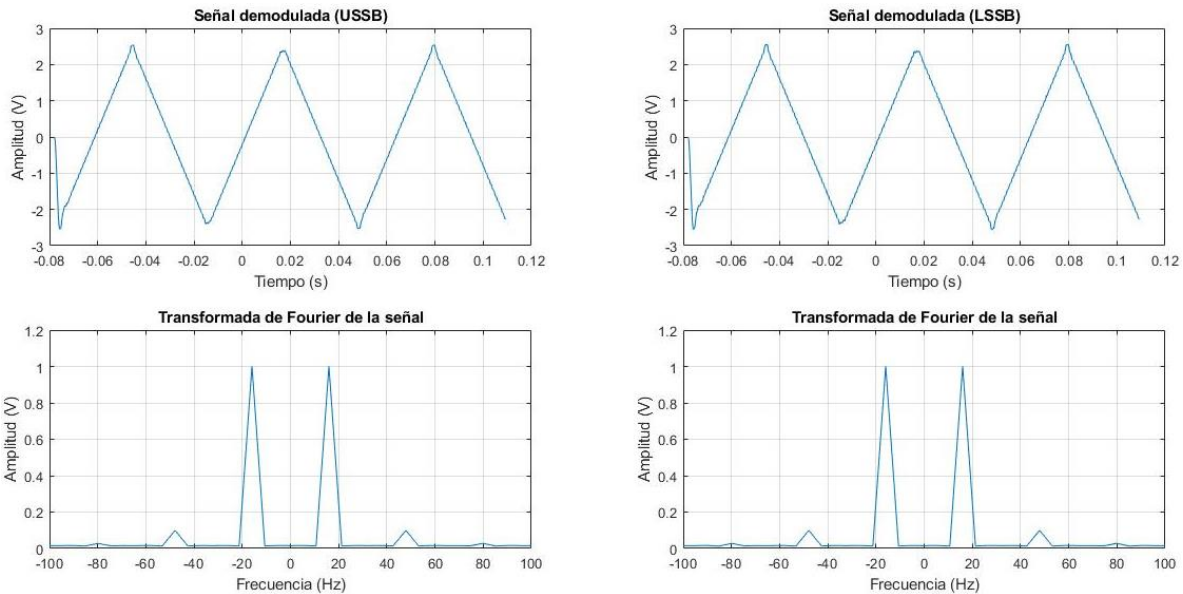 Señal demodulada (USSB)
3
2
1
0
-1
-2
-3
Amplitud (V)
-0.08 -0.06 -0.04 -0.02 0 0.02 0.04 0.06 0.08 0.1 0.12
Tiempo (s)
Señal demodulada (LSSB)
3
2
1
0
-1
-2
-3
Amplitud (V)
-0.08 -0.06 -0.04 -0.02 0 0.02 0.04 0.06 0.08 0.1 0.12
Tiempo (s)
Transformada de Fourier de la señal
1.2
1
0.8
0.6
0.4
0.2
0
Amplitud (V)
-100 -80 -60 -40 -20 0 20 40 60 80 100
Frecuencia (Hz)
Transformada de Fourier de la señal
1.2
1
0.8
0.6
0.4
0.2
0
Amplitud (V)
-100 -80 -60 -40 -20 0 20 40 60 80 100
Frecuencia (Hz)